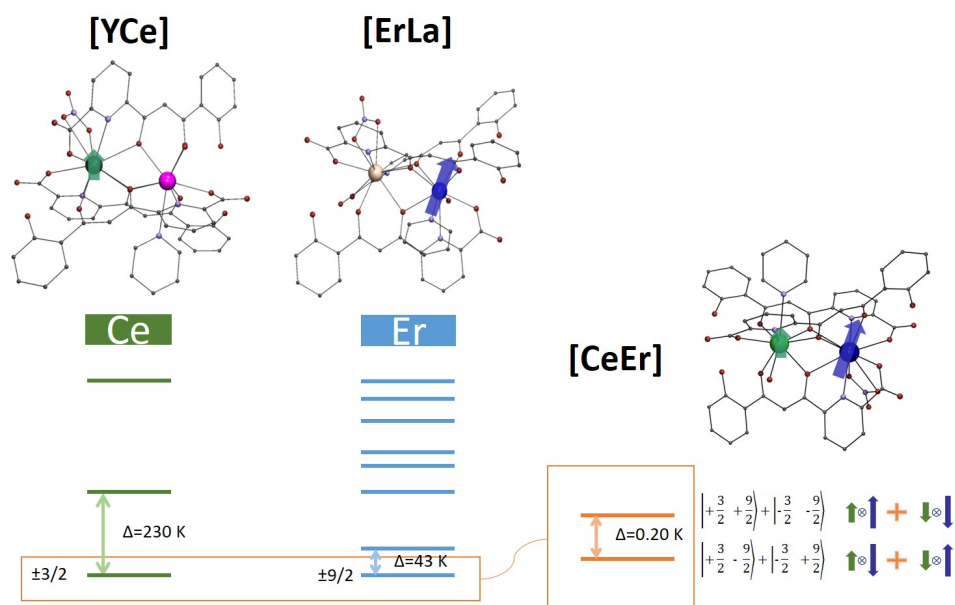 [YCe]
[ErLa]
Ce
Er
[CeEr]
Δ=230 K
±3/2
±9/2
Δ=43 K
Δ=0.20 K
|+3/2 +9/2⟩+|-3/2 -9/2⟩ ⊗ + ⊗
|+3/2 -9/2⟩+|-3/2 +9/2⟩ ⊗ + ⊗